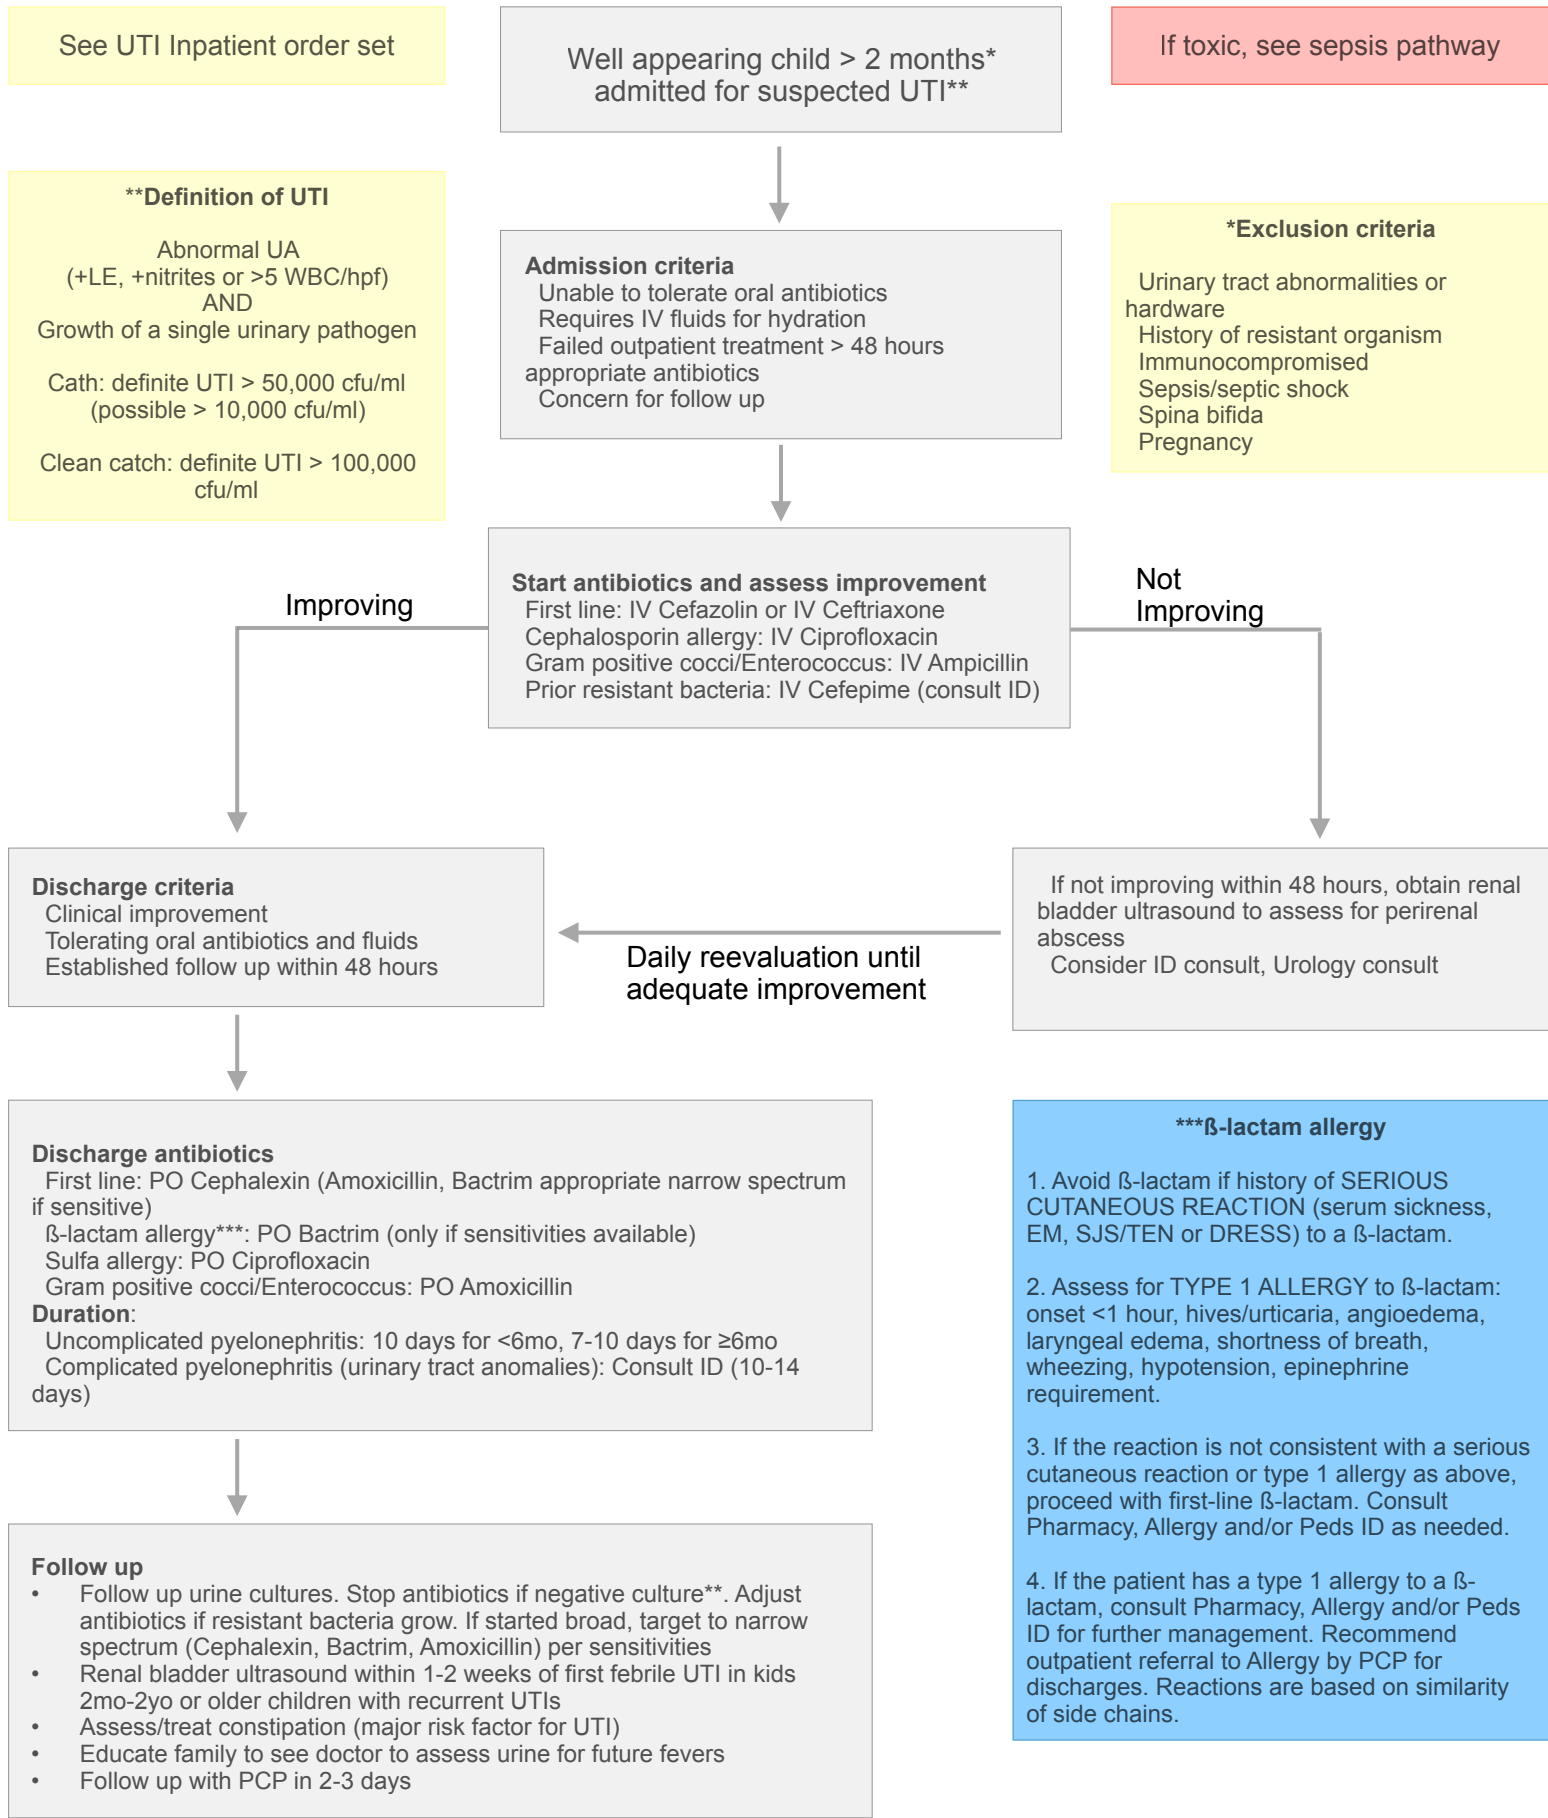 See UTI Inpatient order set
Well appearing child > 2 months*
admitted for suspected UTI**
If toxic, see sepsis pathway
**Definition of UTI
Abnormal UA
(+LE, +nitrites or >5 WBC/hpf)
AND
Growth of a single urinary pathogen
Cath: definite UTI > 50,000 cfu/ml
(possible > 10,000 cfu/ml)
Clean catch: definite UTI > 100,000
cfu/ml
Admission criteria
Unable to tolerate oral antibiotics
Requires IV fluids for hydration
Failed outpatient treatment > 48 hours
appropriate antibiotics
Concern for follow up
*Exclusion criteria
Urinary tract abnormalities or
hardware
History of resistant organism
Immunocompromised
Sepsis/septic shock
Spina bifida
Pregnancy
Start antibiotics and assess improvement
First line: IV Cefazolin or IV Ceftriaxone
Cephalosporin allergy: IV Ciprofloxacin
Gram positive cocci/Enterococcus: IV Ampicillin
Prior resistant bacteria: IV Cefepime (consult ID)
Improving
Not
Improving
Discharge criteria
Clinical improvement
Tolerating oral antibiotics and fluids
Established follow up within 48 hours
Daily reevaluation until
adequate improvement
If not improving within 48 hours, obtain renal
bladder ultrasound to assess for perirenal
abscess
Consider ID consult, Urology consult
Discharge antibiotics
First line: PO Cephalexin (Amoxicillin, Bactrim appropriate narrow spectrum
if sensitive)
ß-lactam allergy***: PO Bactrim (only if sensitivities available)
Sulfa allergy: PO Ciprofloxacin
Gram positive cocci/Enterococcus: PO Amoxicillin
Duration:
Uncomplicated pyelonephritis: 10 days for <6mo, 7-10 days for ≥6mo
Complicated pyelonephritis (urinary tract anomalies): Consult ID (10-14
days)
***ß-lactam allergy
1. Avoid ß-lactam if history of SERIOUS
CUTANEOUS REACTION (serum sickness,
EM, SJS/TEN or DRESS) to a ß-lactam.
2. Assess for TYPE 1 ALLERGY to ß-lactam:
onset <1 hour, hives/urticaria, angioedema,
laryngeal edema, shortness of breath,
wheezing, hypotension, epinephrine
requirement.
3. If the reaction is not consistent with a serious
cutaneous reaction or type 1 allergy as above,
proceed with first-line ß-lactam. Consult
Pharmacy, Allergy and/or Peds ID as needed.
4. If the patient has a type 1 allergy to a ß-
lactam, consult Pharmacy, Allergy and/or Peds
ID for further management. Recommend
outpatient referral to Allergy by PCP for
discharges. Reactions are based on similarity
of side chains.
Follow up
• Follow up urine cultures. Stop antibiotics if negative culture**. Adjust
antibiotics if resistant bacteria grow. If started broad, target to narrow
spectrum (Cephalexin, Bactrim, Amoxicillin) per sensitivities
• Renal bladder ultrasound within 1-2 weeks of first febrile UTI in kids
2mo-2yo or older children with recurrent UTIs
• Assess/treat constipation (major risk factor for UTI)
• Educate family to see doctor to assess urine for future fevers
• Follow up with PCP in 2-3 days